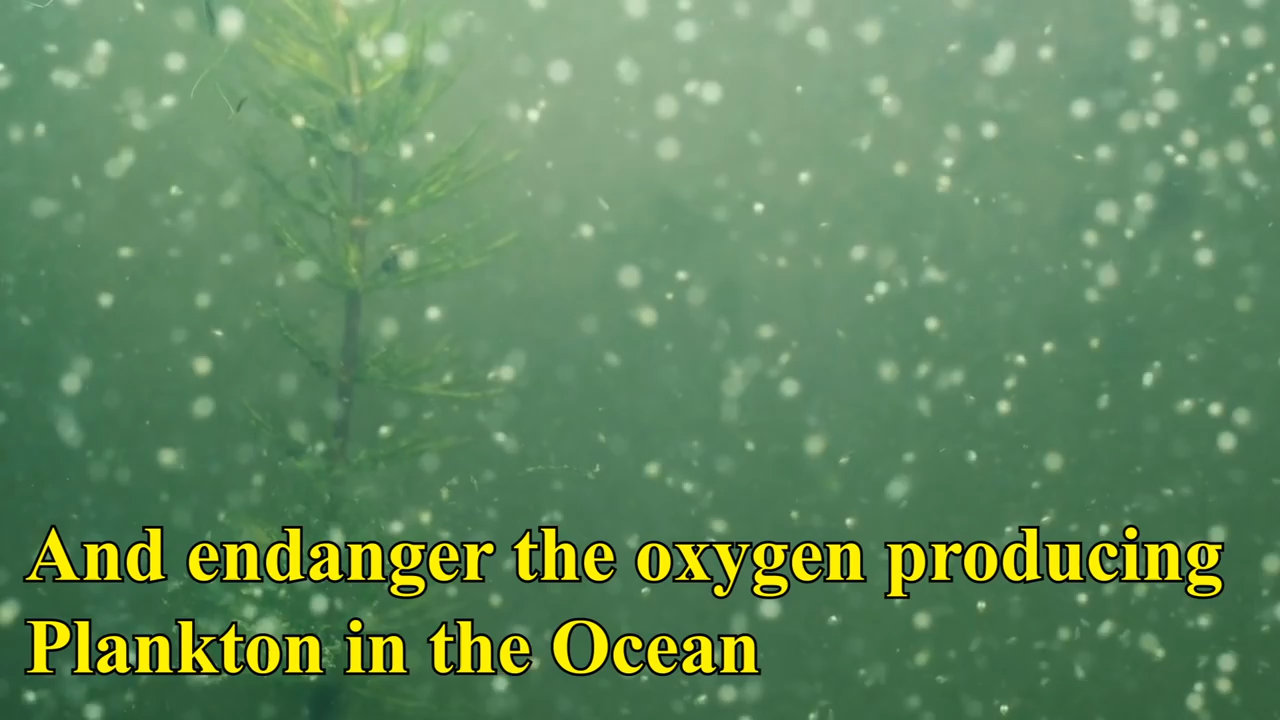 And endanger the oxygen producing
Plankton in the Ocean